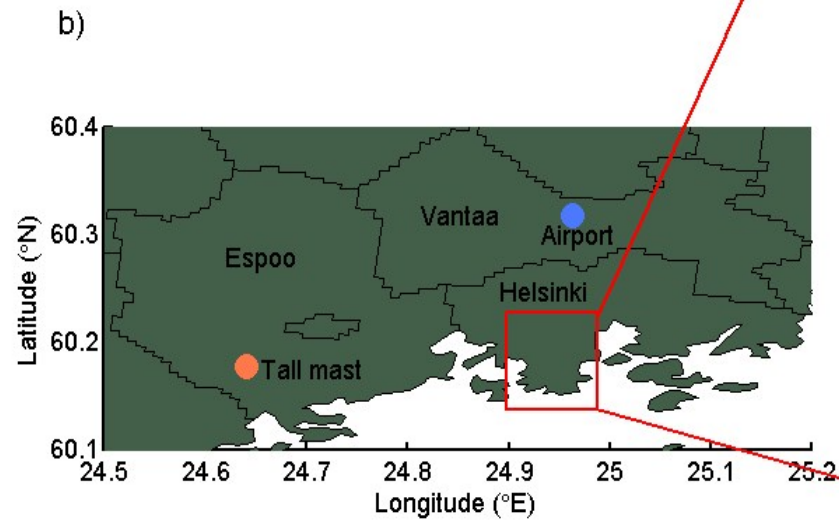 b)
60.4
60.3
60.2
60.1
Latitude (°N)
Vantaa
Airport
Espoo
Helsinki
Tall mast
24.5 24.6 24.7 24.8 24.9 25 25.1 25.2
Longitude (°E)